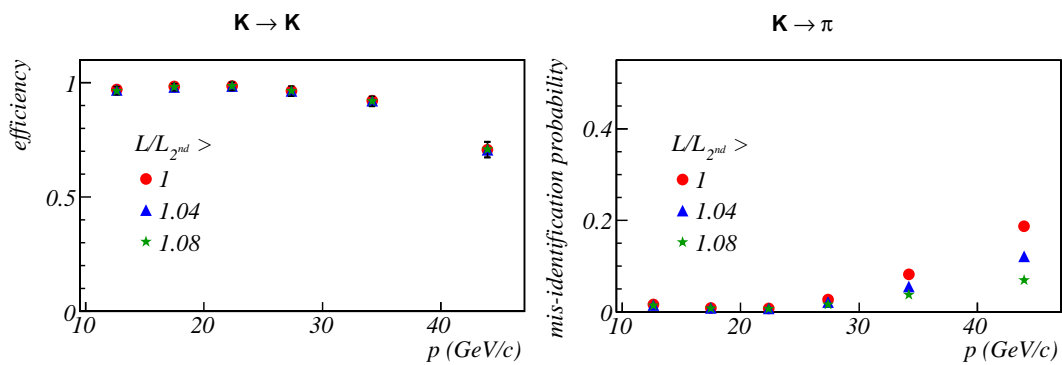 K → K
efficiency
1
0.5
0
L/L2nd >
1
1.04
1.08
10 20 30 40
p (GeV/c)
K → π
mis-identification probability
0.4
0.2
0
L/L2nd >
1
1.04
1.08
10 20 30 40
p (GeV/c)